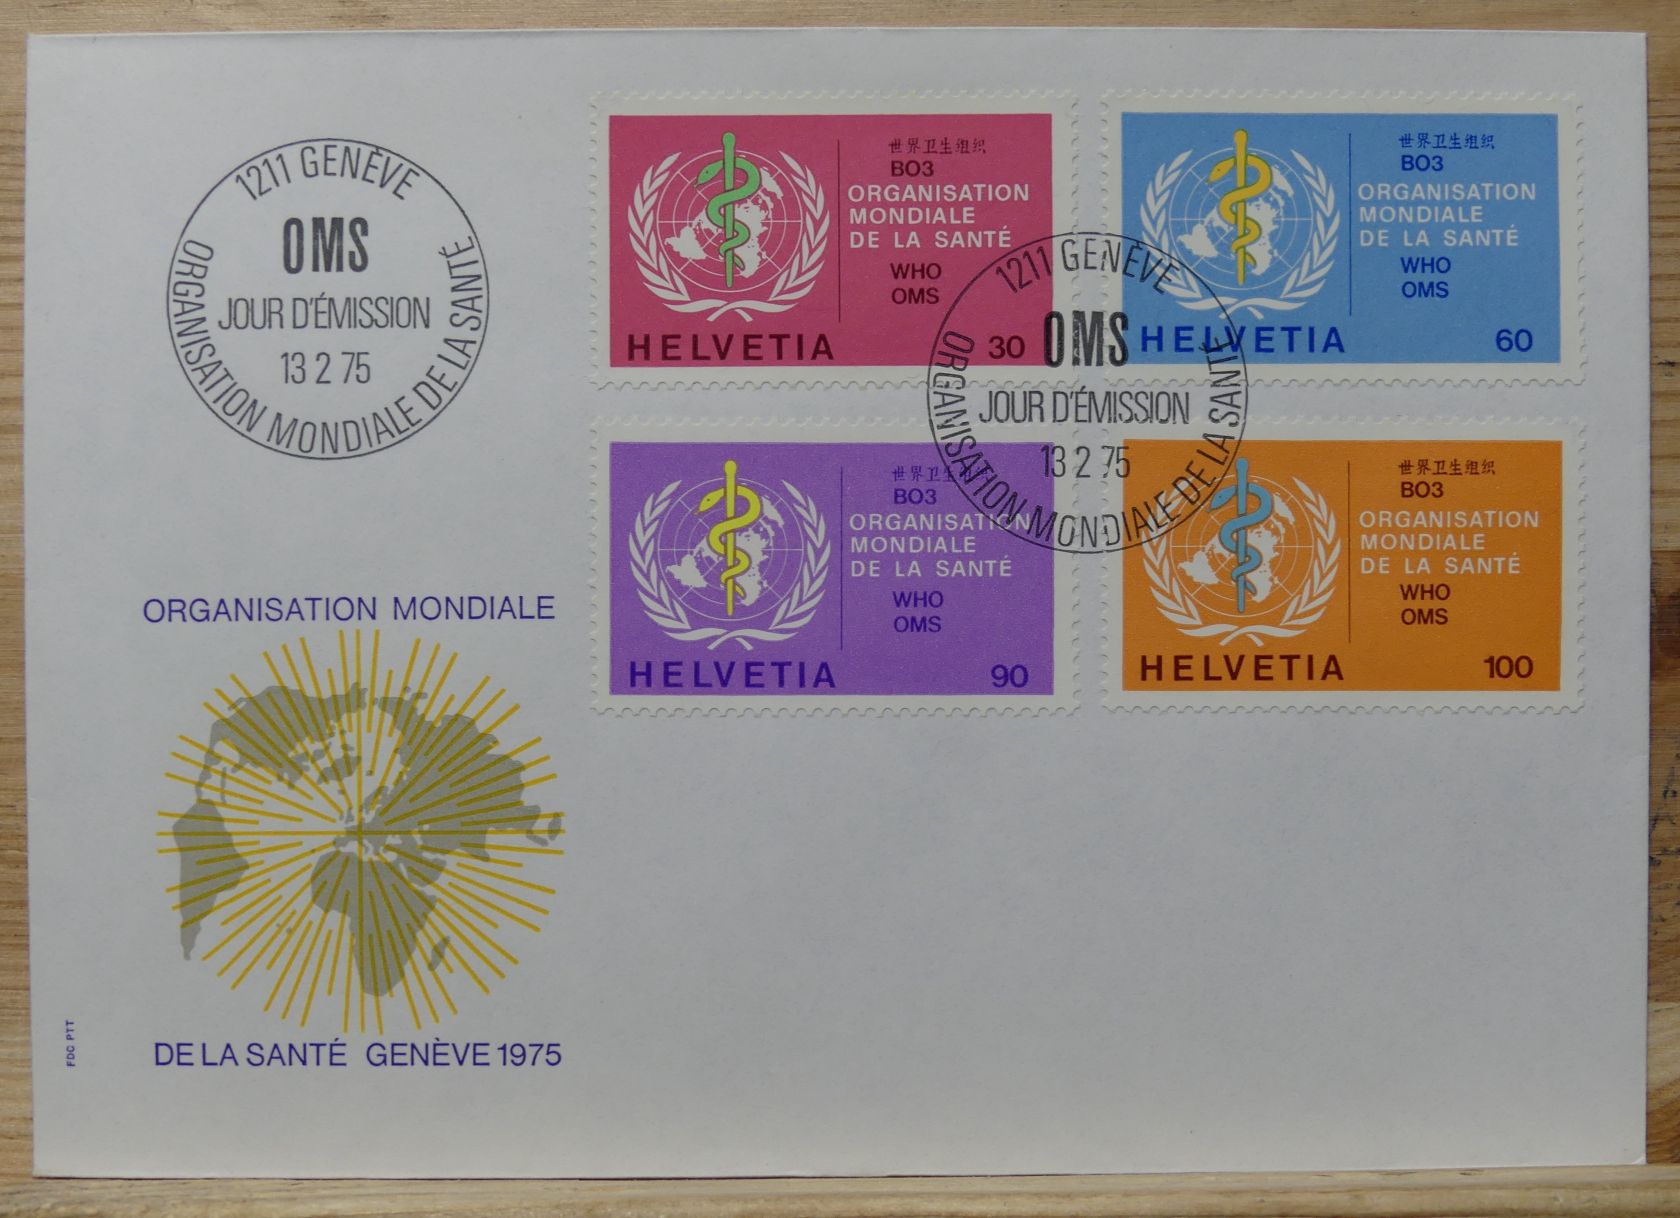 1211 GENÈVE
OMS
JOUR D'ÉMISSION
13 2 75
ORGANISATION MONDIALE DE LA SANTÉ
世界卫生组织
ВОЗ
ORGANISATION
MONDIALE
DE LA SANTÉ
WHO
OMS
HELVETIA 30
世界卫生组织
ВОЗ
ORGANISATION
MONDIALE
DE LA SANTÉ
WHO
OMS
HELVETIA 60
1211 GENÈVE
OMS
JOUR D'ÉMISSION
13 2 75
ORGANISATION MONDIALE DE LA SANTÉ
世界卫生组织
ВОЗ
ORGANISATION
MONDIALE
DE LA SANTÉ
WHO
OMS
HELVETIA 90
世界卫生组织
ВОЗ
ORGANISATION
MONDIALE
DE LA SANTÉ
WHO
OMS
HELVETIA 100
ORGANISATION MONDIALE
DE LA SANTÉ GENÈVE 1975
FDC PTT